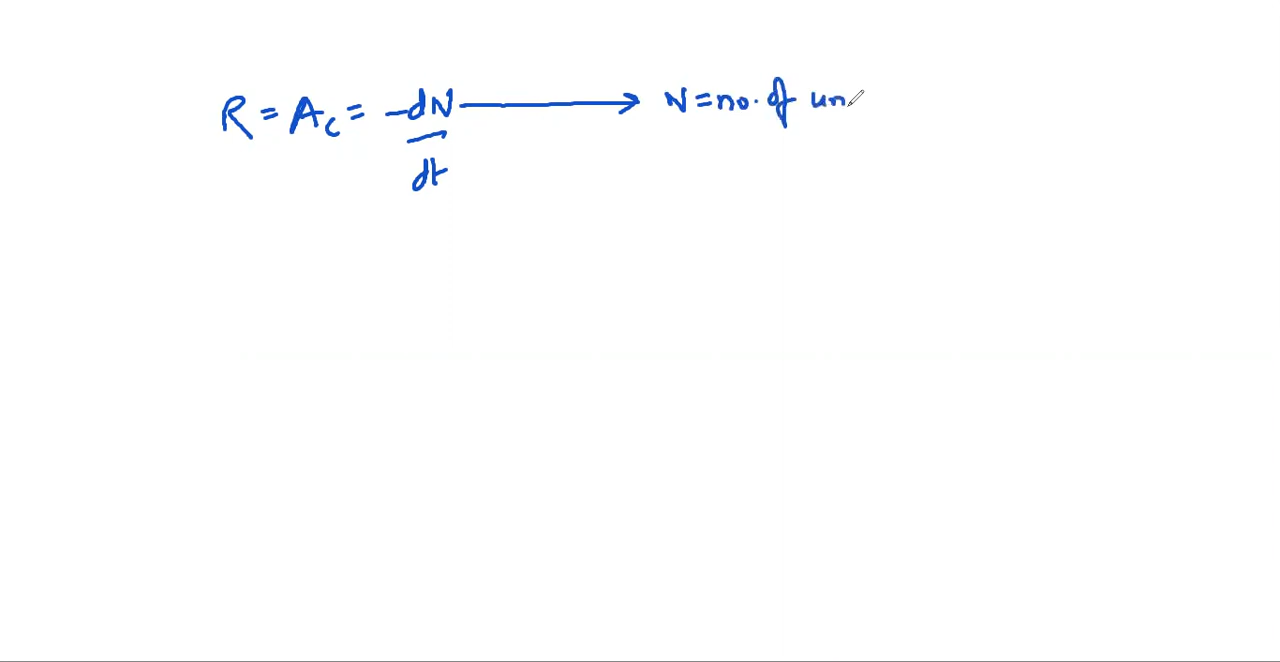 R = A_c = -dN/dt → N = no. of un